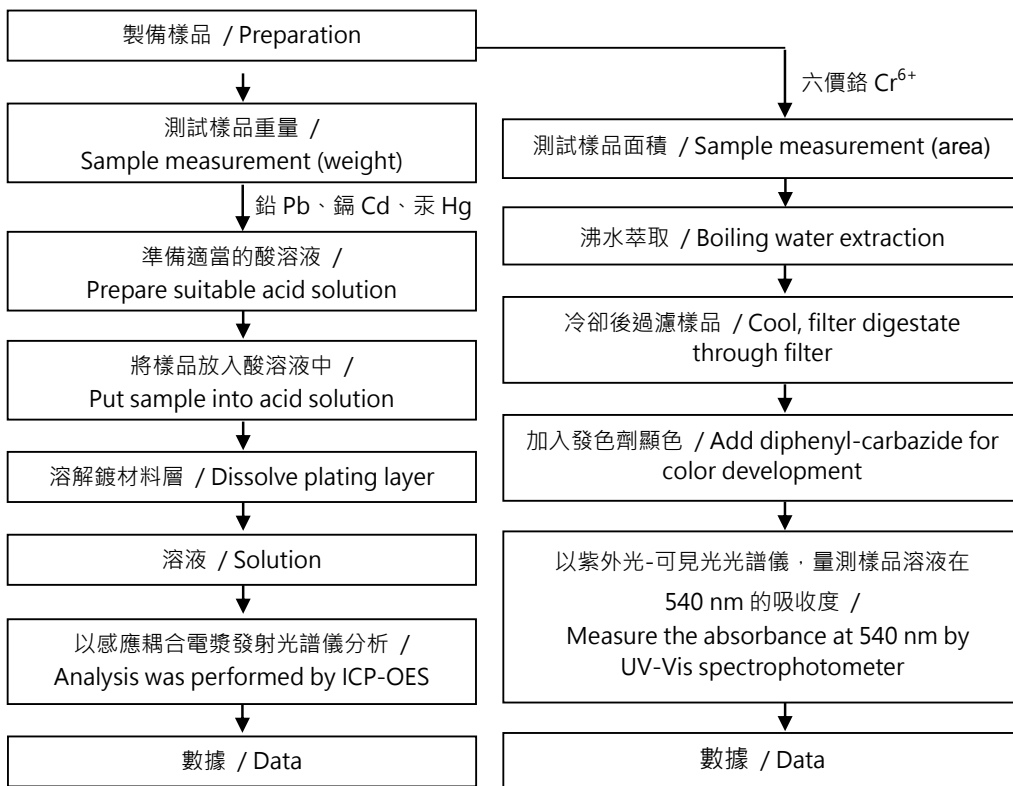 製備樣品 / Preparation
測試樣品重量 /
Sample measurement (weight)
鉛 Pb、鎘 Cd、汞 Hg
準備適當的酸溶液 /
Prepare suitable acid solution
將樣品放入酸溶液中 /
Put sample into acid solution
溶解鍍材料層 / Dissolve plating layer
溶液 / Solution
以感應耦合電漿發射光譜儀分析 /
Analysis was performed by ICP-OES
數據 / Data
六價鉻 Cr⁶⁺
測試樣品面積 / Sample measurement (area)
沸水萃取 / Boiling water extraction
冷卻後過濾樣品 / Cool, filter digestate
through filter
加入發色劑顯色 / Add diphenyl-carbazide for
color development
以紫外光-可見光光譜儀，量測樣品溶液在
540 nm 的吸收度 /
Measure the absorbance at 540 nm by
UV-Vis spectrophotometer
數據 / Data